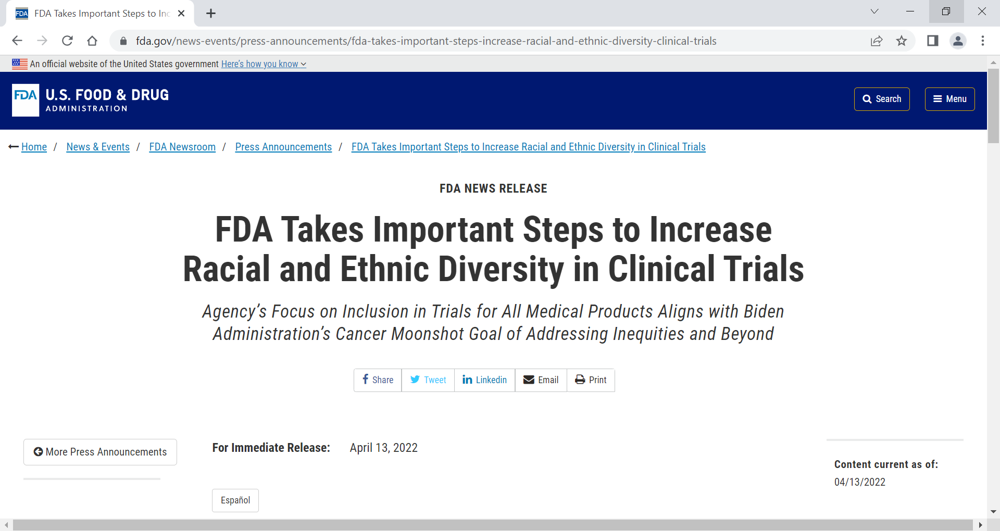 FDA Takes Important Steps to Inc
fda.gov/news-events/press-announcements/fda-takes-important-steps-increase-racial-and-ethnic-diversity-clinical-trials
An official website of the United States government Here’s how you know
FDA U.S. FOOD & DRUG
ADMINISTRATION
Search
Menu
Home / News & Events / FDA Newsroom / Press Announcements / FDA Takes Important Steps to Increase Racial and Ethnic Diversity in Clinical Trials
FDA NEWS RELEASE
FDA Takes Important Steps to Increase
Racial and Ethnic Diversity in Clinical Trials
Agency’s Focus on Inclusion in Trials for All Medical Products Aligns with Biden
Administration’s Cancer Moonshot Goal of Addressing Inequities and Beyond
Share Tweet Linkedin Email Print
More Press Announcements
For Immediate Release: April 13, 2022
Español
Content current as of:
04/13/2022